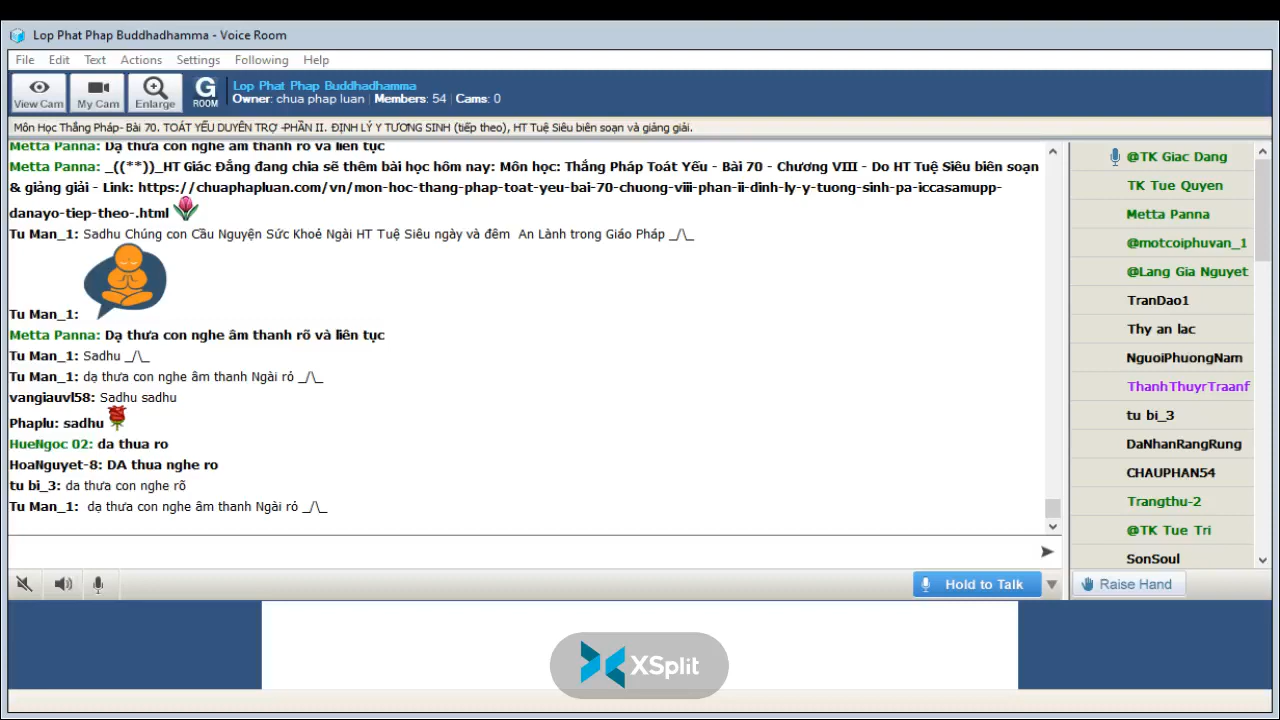 Lop Phat Phap Buddhadhamma - Voice Room
File Edit Text Actions Settings Following Help
View Cam My Cam Enlarge G ROOM
Lop Phat Phap Buddhadhamma
Owner: chua phap luan | Members: 54 | Cams: 0
Môn Học Thắng Pháp- Bài 70. TOÁT YẾU DUYÊN TRỢ -PHẦN II. ĐỊNH LÝ Y TƯƠNG SINH (tiếp theo), HT Tuệ Siêu biên soạn và giảng giải.
Metta Panna: Dạ thưa con nghe âm thanh rõ và liên tục
Metta Panna: _((**))_HT Giác Đẳng đang chia sẽ thêm bài học hôm nay: Môn học: Thắng Pháp Toát Yếu - Bài 70 - Chương VIII - Do HT Tuệ Siêu biên soạn
& giảng giải - Link: https://chuaphapluan.com/vn/mon-hoc-thang-phap-toat-yeu-bai-70-chuong-viii-phan-ii-dinh-ly-y-tuong-sinh-pa-iccasamupp-
danayo-tiep-theo-.html
Tu Man_1: Sadhu Chúng con Cầu Nguyện Sức Khoẻ Ngài HT Tuệ Siêu ngày và đêm An Lành trong Giáo Pháp _/\_
Tu Man_1:
Metta Panna: Dạ thưa con nghe âm thanh rõ và liên tục
Tu Man_1: Sadhu _/\_
Tu Man_1: dạ thưa con nghe âm thanh Ngài rỏ _/\_
vangiauvl58: Sadhu sadhu
Phaplu: sadhu
HueNgoc 02: da thua ro
HoaNguyet-8: DA thua nghe ro
tu bi_3: da thưa con nghe rõ
Tu Man_1: dạ thưa con nghe âm thanh Ngài rỏ _/\_
@TK Giac Dang
TK Tue Quyen
Metta Panna
@motcoiphuvan_1
@Lang Gia Nguyet
TranDao1
Thy an lac
NguoiPhuongNam
ThanhThuyrTraanf
tu bi_3
DaNhanRangRung
CHAUPHAN54
Trangthu-2
@TK Tue Tri
SonSoul
Hold to Talk
Raise Hand
XSplit